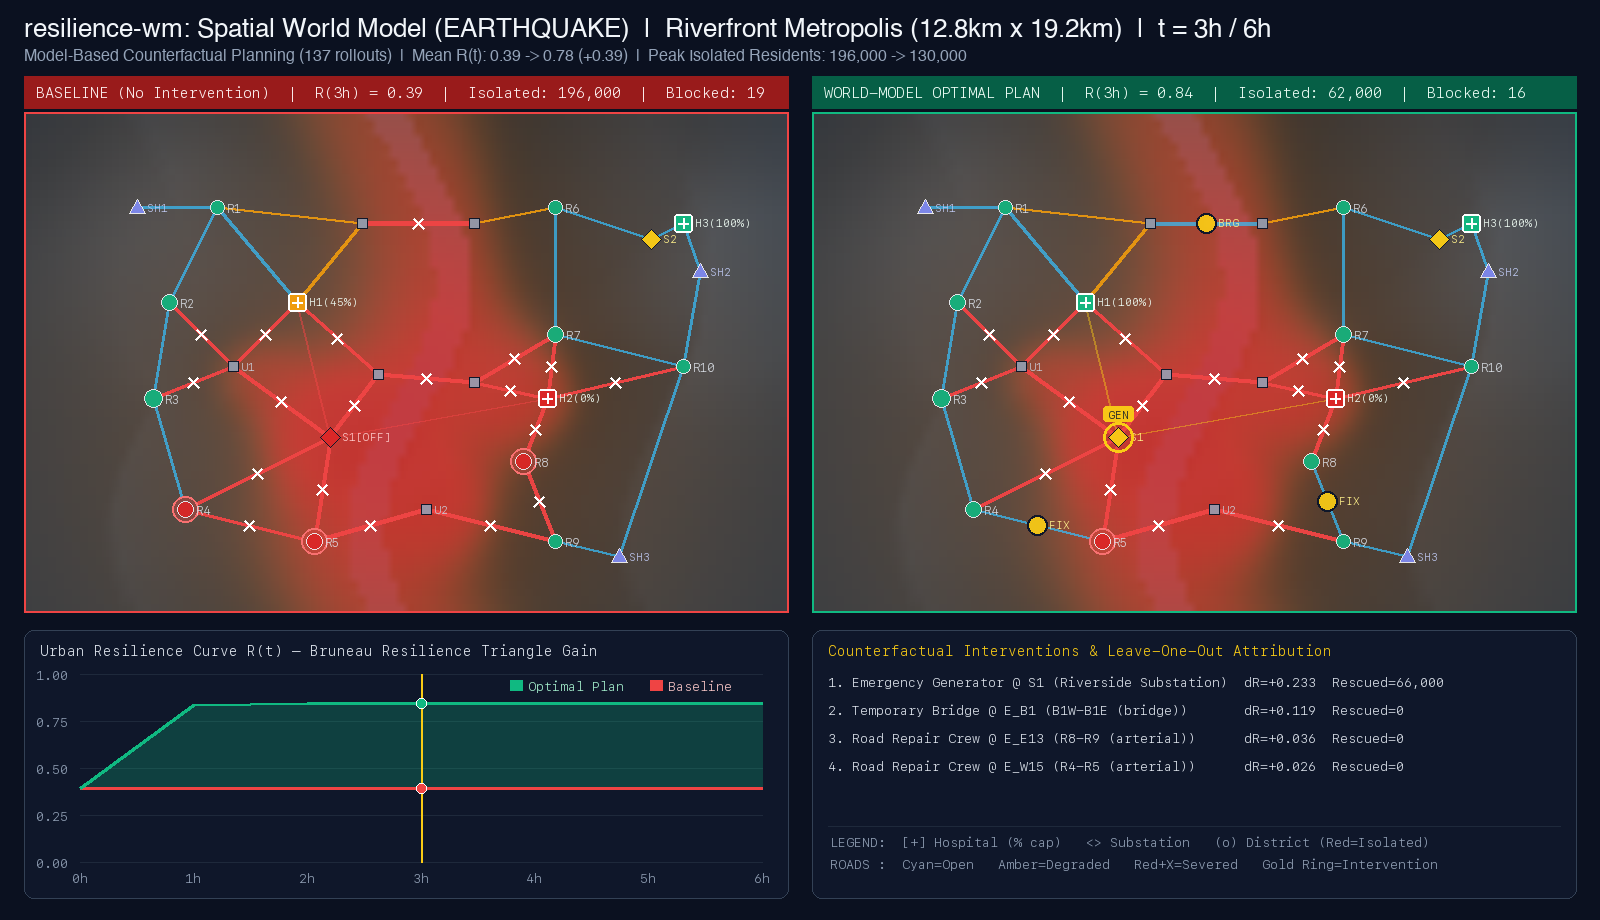 resilience-wm: Spatial World Model (EARTHQUAKE) | Riverfront Metropolis (12.8km x 19.2km) | t = 3h / 6h
Model-Based Counterfactual Planning (137 rollouts) | Mean R(t): 0.39 -> 0.78 (+0.39) | Peak Isolated Residents: 196,000 -> 130,000
BASELINE (No Intervention) | R(3h) = 0.39 | Isolated: 196,000 | Blocked: 19
SH1
R1
R6
H3(100%)
S2
SH2
R2
H1(45%)
R7
U1
R10
R3
H2(0%)
S1[OFF]
R8
R4
U2
R5
R9
SH3
WORLD-MODEL OPTIMAL PLAN | R(3h) = 0.84 | Isolated: 62,000 | Blocked: 16
SH1
R1
BRG
R6
H3(100%)
S2
SH2
R2
H1(100%)
R7
U1
R10
R3
H2(0%)
GEN
S1
R8
FIX
R4
U2
FIX
R5
R9
SH3
Urban Resilience Curve R(t) — Bruneau Resilience Triangle Gain
1.00
Optimal Plan
Baseline
0.75
0.50
0.25
0.00
0h 1h 2h 3h 4h 5h 6h
Counterfactual Interventions & Leave-One-Out Attribution
1. Emergency Generator @ S1 (Riverside Substation) dR=+0.233 Rescued=66,000
2. Temporary Bridge @ E_B1 (B1W-B1E (bridge)) dR=+0.119 Rescued=0
3. Road Repair Crew @ E_E13 (R8-R9 (arterial)) dR=+0.036 Rescued=0
4. Road Repair Crew @ E_W15 (R4-R5 (arterial)) dR=+0.026 Rescued=0
LEGEND: [+] Hospital (% cap) <> Substation (o) District (Red=Isolated)
ROADS : Cyan=Open Amber=Degraded Red+X=Severed Gold Ring=Intervention